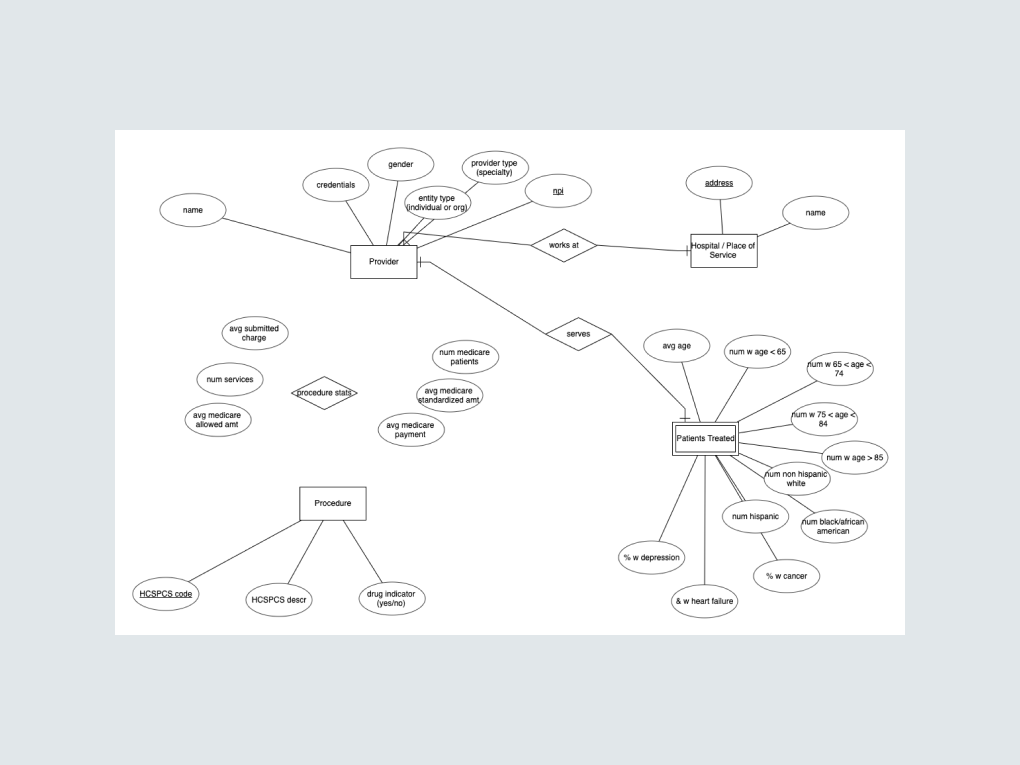 gender
provider type
(specialty)
credentials
entity type
(individual or org)
npi
address
name
name
works at
Hospital / Place of
Service
Provider
serves
avg submitted
charge
num medicare
patients
avg age
num w age < 65
num w 65 < age <
74
num services
procedure stats
avg medicare
standardized amt
avg medicare
allowed amt
avg medicare
payment
num w 75 < age <
84
Patients Treated
num w age > 85
num non hispanic
white
Procedure
num hispanic
num black/african
american
% w depression
% w cancer
HCSPCS code
HCSPCS descr
drug indicator
(yes/no)
& w heart failure